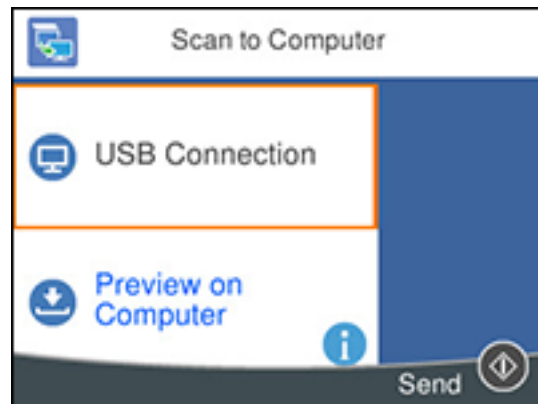 Scan to Computer
USB Connection
Preview on
Computer
i
Send